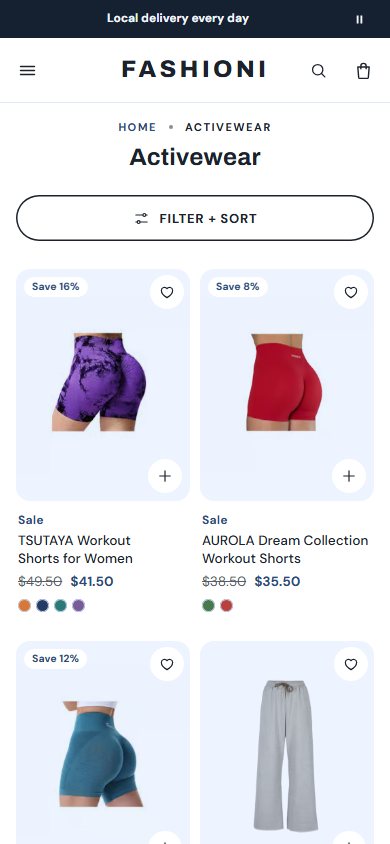 Local delivery every day
FASHIONI
HOME • ACTIVEWEAR
Activewear
FILTER + SORT
Save 16%
Save 8%
Sale
TSUTAYA Workout
Shorts for Women
$49.50 $41.50
Sale
AUROLA Dream Collection
Workout Shorts
$38.50 $35.50
Save 12%